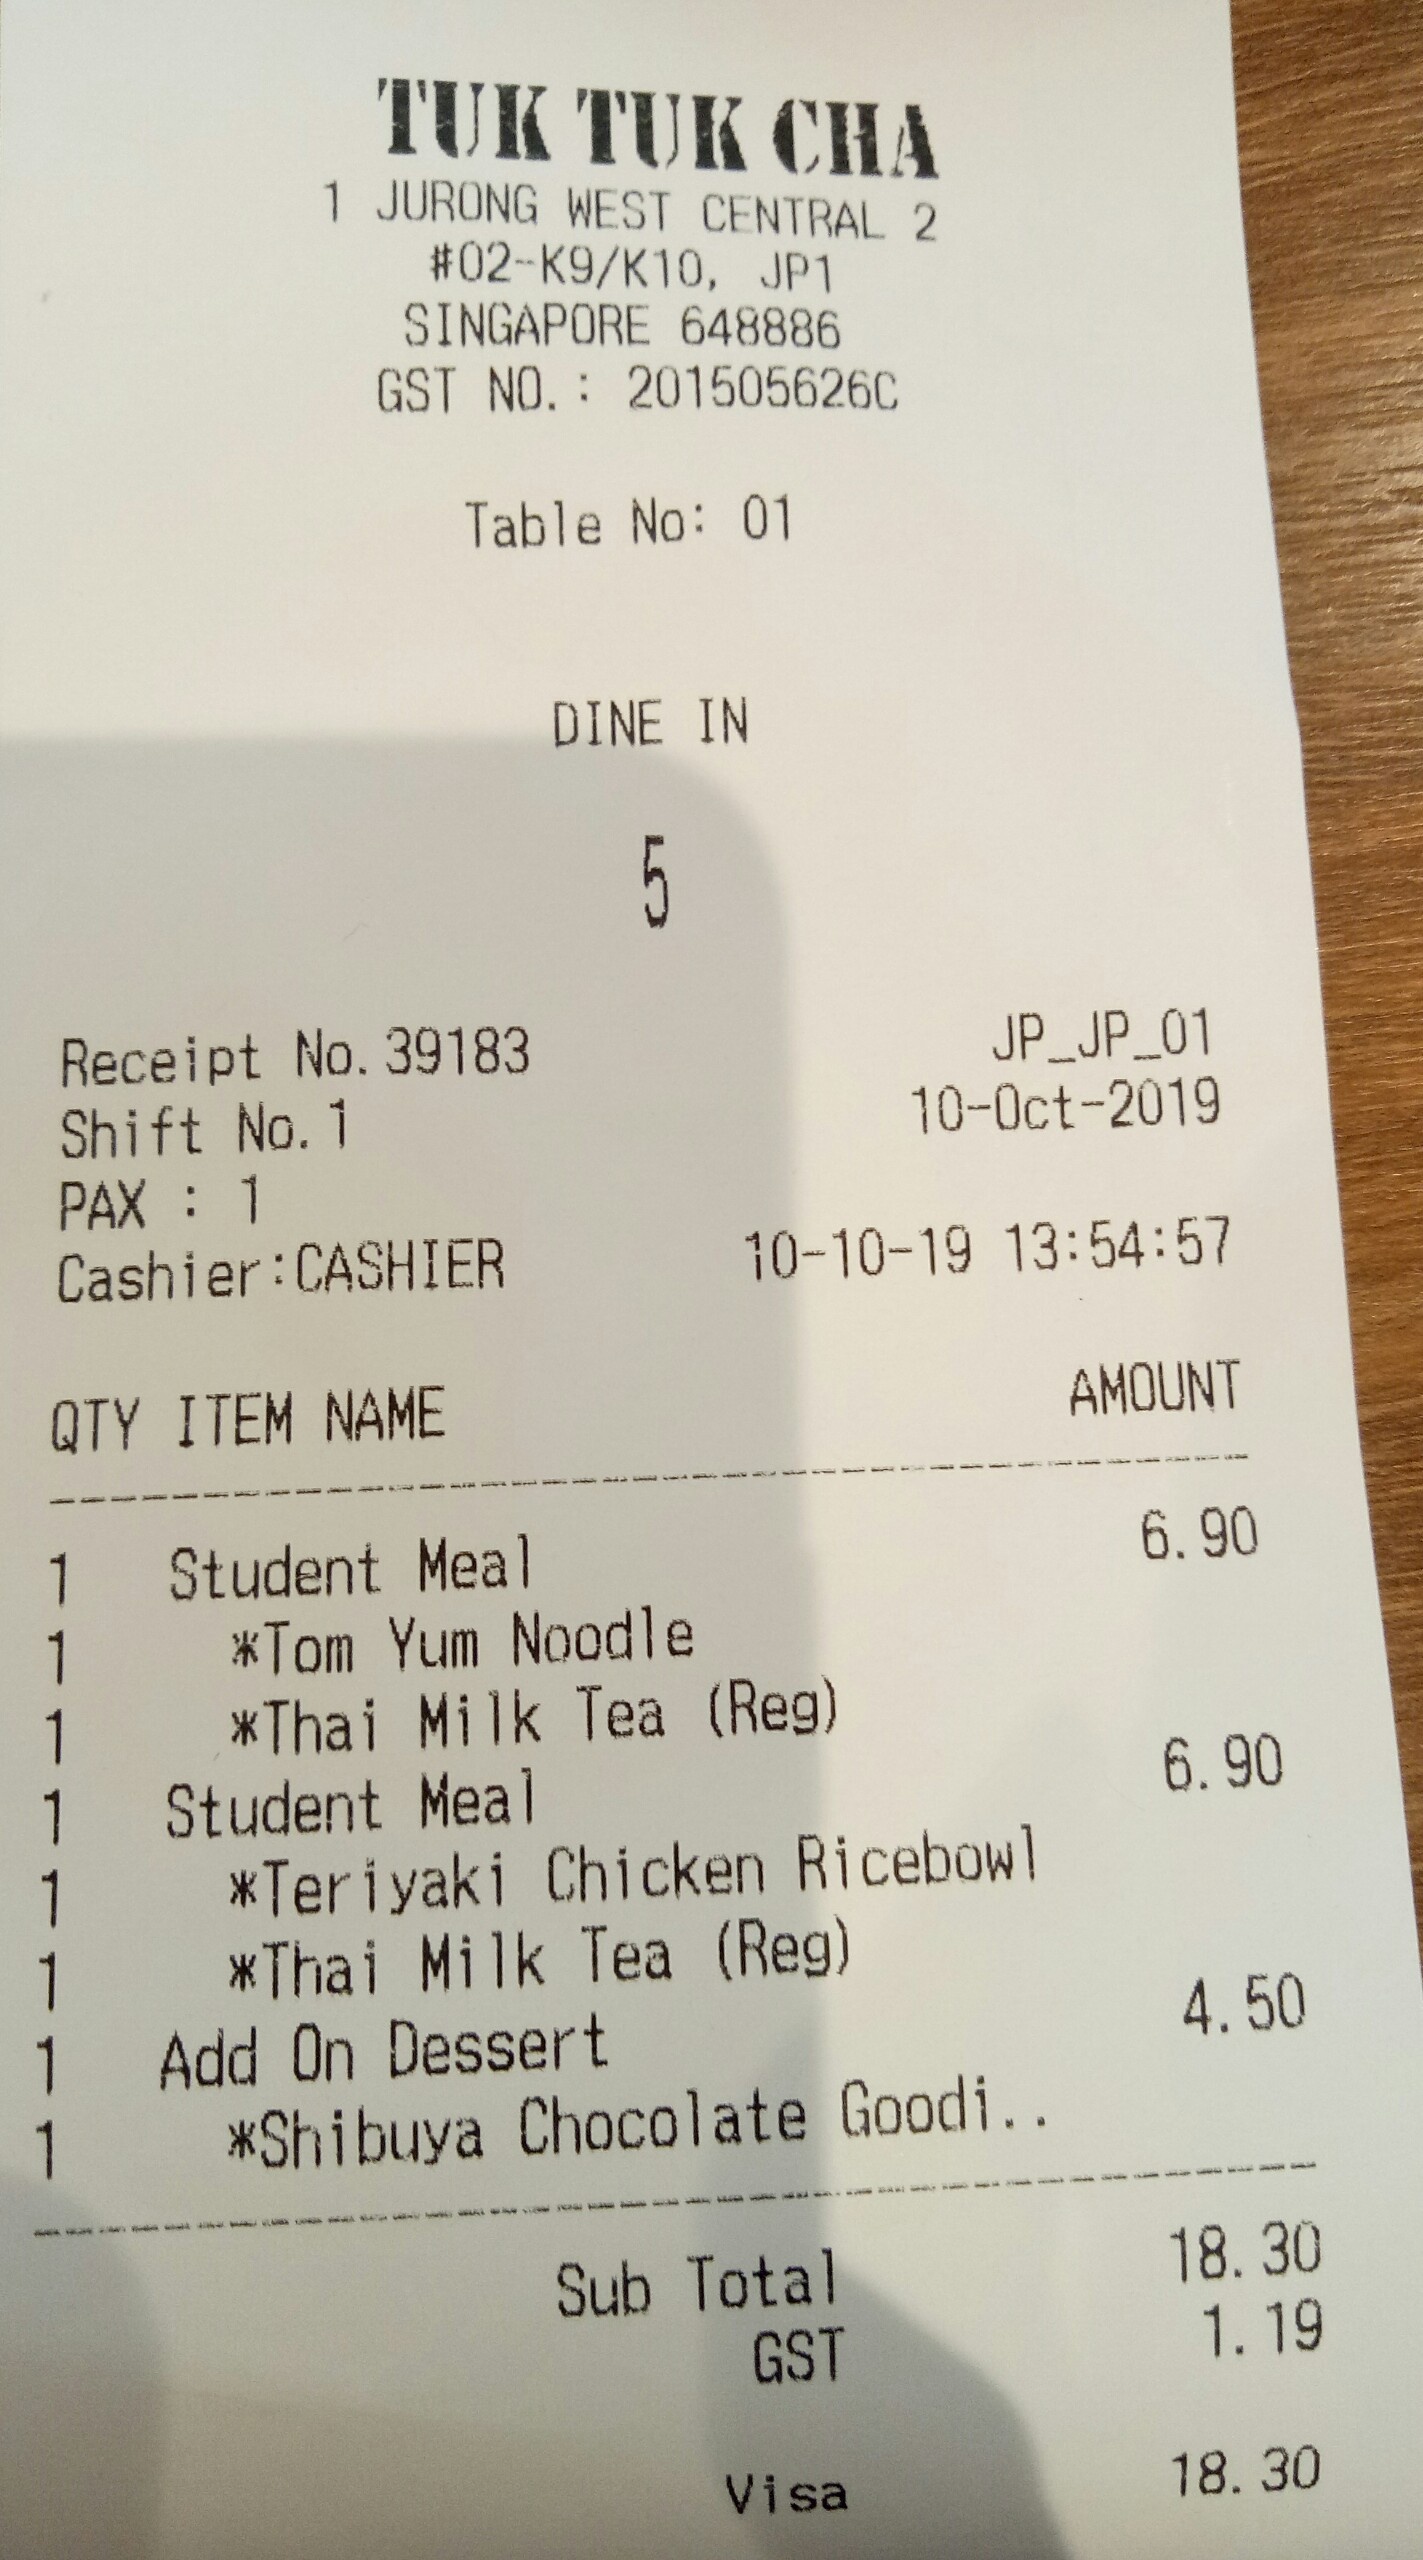 TUK TUK CHA
1 JURONG WEST CENTRAL 2
#02-K9/K10, JP1
SINGAPORE 648886
GST NO.: 201505626C
Table No: 01
DINE IN
5
Receipt No.39183 JP_JP_01
Shift No.1 10-Oct-2019
PAX : 1
Cashier:CASHIER 10-10-19 13:54:57
QTY ITEM NAME AMOUNT
1 Student Meal 6.90
1 *Tom Yum Noodle
1 *Thai Milk Tea (Reg)
1 Student Meal 6.90
1 *Teriyaki Chicken Ricebowl
1 *Thai Milk Tea (Reg)
1 Add On Dessert 4.50
1 *Shibuya Chocolate Goodi..
Sub Total 18.30
GST 1.19
Visa 18.30